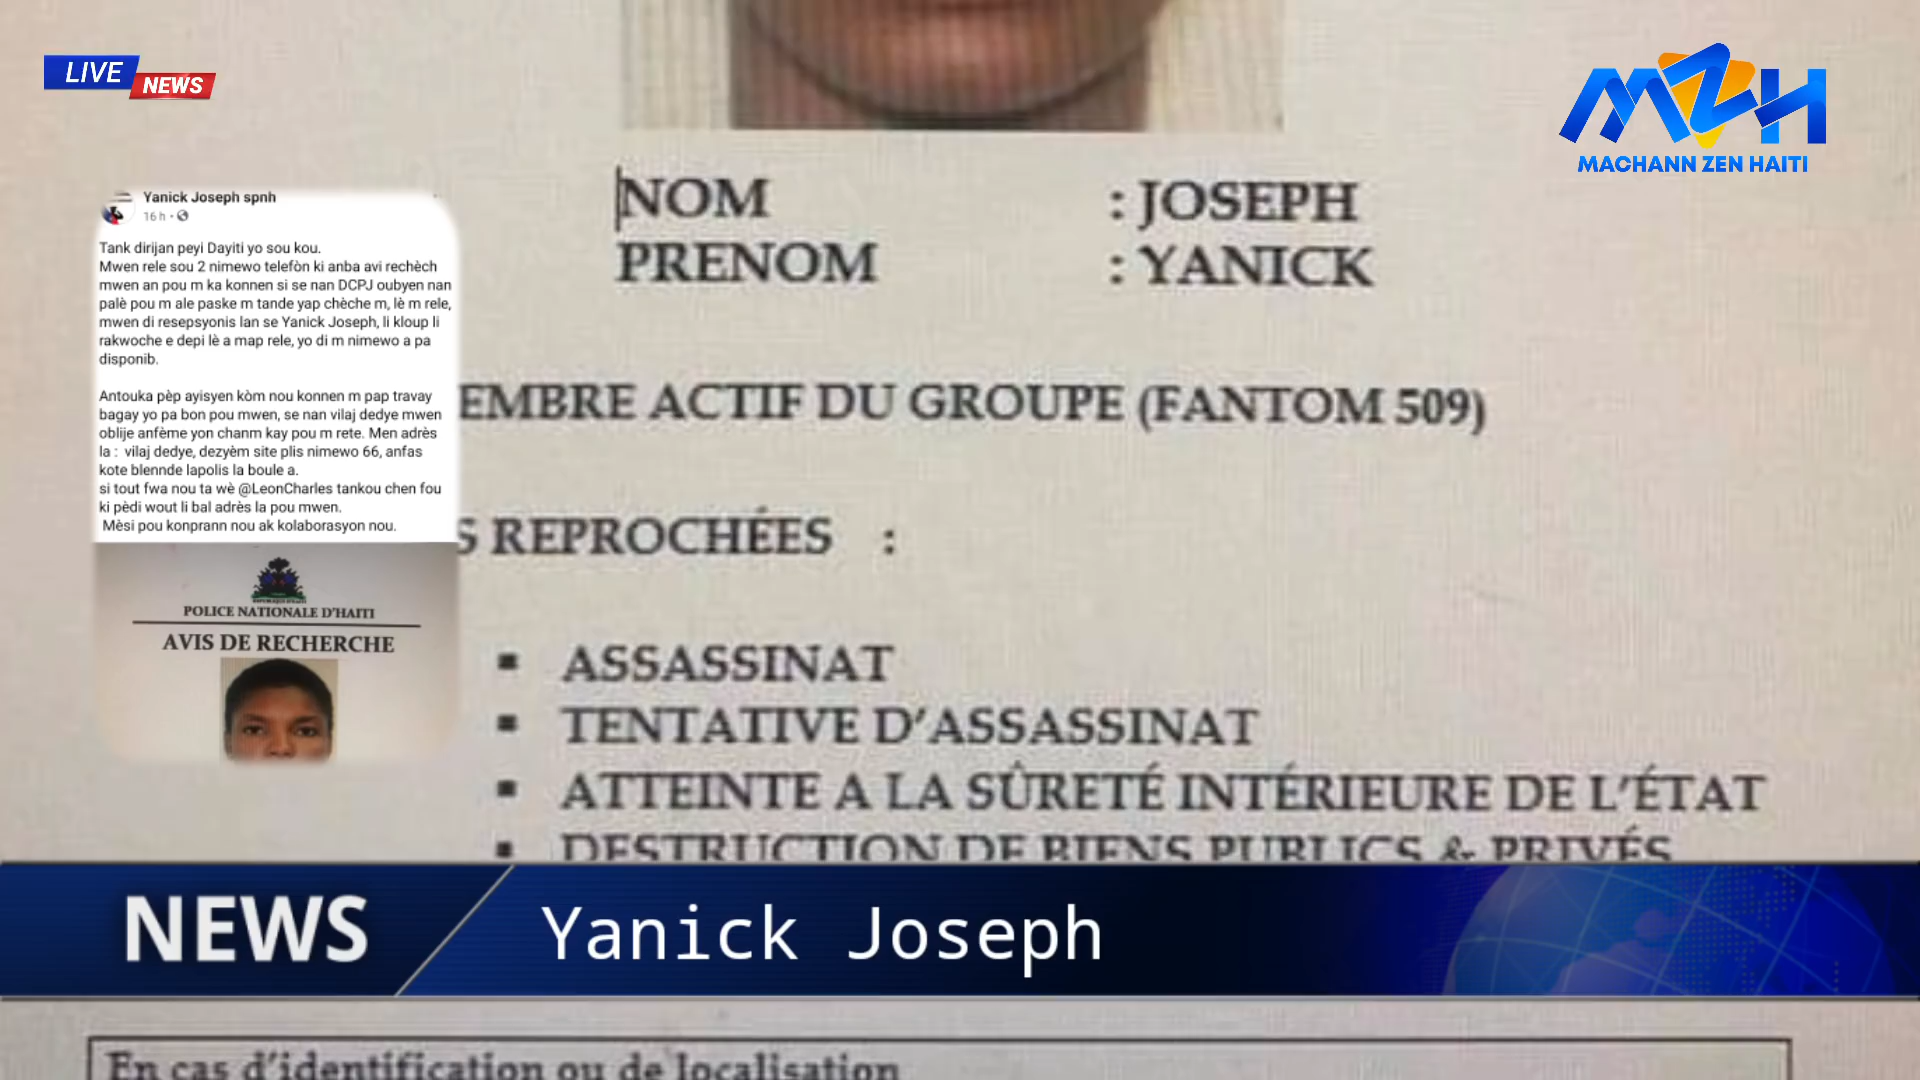 LIVE
NEWS
MACHANN ZEN HAITI
NOM : JOSEPH
PRENOM : YANICK
EMBRE ACTIF DU GROUPE (FANTOM 509)
S REPROCHÉES :
▪ ASSASSINAT
▪ TENTATIVE D'ASSASSINAT
▪ ATTEINTE A LA SÛRETÉ INTÉRIEURE DE L'ÉTAT
▪ DESTRUCTION DE BIENS PUBLICS & PRIVÉS
Yanick Joseph spnh
16 h
Tank dirijan peyi Dayiti yo sou kou.
Mwen rele sou 2 nimewo telefòn ki anba avi rechèch
mwen an pou m ka konnen si se nan DCPJ oubyen nan
palè pou m ale paske m tande yap chèche m, lè m rele,
mwen di resepsyonis lan se Yanick Joseph, li kloup li
rakwoche e depi lè a map rele, yo di m nimewo a pa
disponib.
Antouka pèp ayisyen kòm nou konnen m pap travay
bagay yo pa bon pou mwen, se nan vilaj dedye mwen
oblije anfème yon chanm kay pou m rete. Men adrès
la : vilaj dedye, dezyèm site plis nimewo 66, anfas
kote blennde lapolis la boule a.
si tout fwa nou ta wè @LeonCharles tankou chen fou
ki pèdi wout li bal adrès la pou mwen.
Mèsi pou konprann nou ak kolaborasyon nou.
POLICE NATIONALE D'HAITI
AVIS DE RECHERCHE
NEWS
Yanick Joseph
En cas d'identification ou de localisation